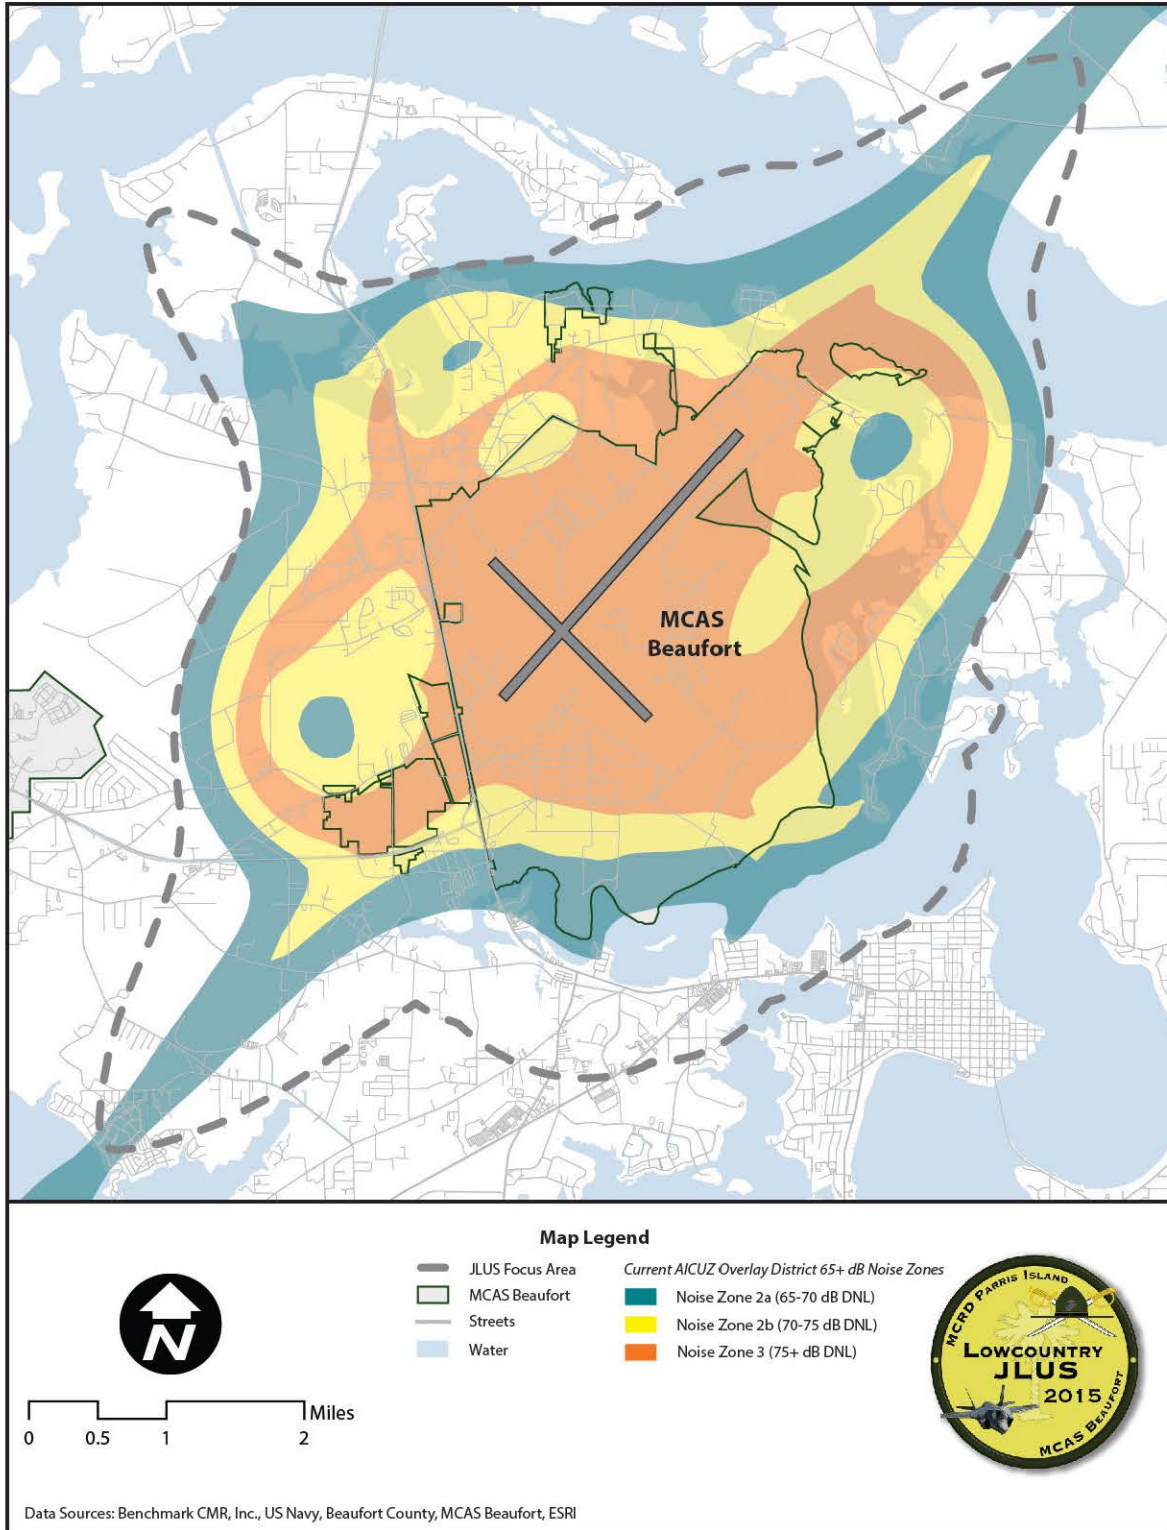 MCAS
Beaufort
Map Legend
JLUS Focus Area
MCAS Beaufort
Streets
Water
Current AICUZ Overlay District 65+ dB Noise Zones
Noise Zone 2a (65-70 dB DNL)
Noise Zone 2b (70-75 dB DNL)
Noise Zone 3 (75+ dB DNL)
N
Miles
0 0.5 1 2
MCRD PARRIS ISLAND
LOWCOUNTRY
JLUS
2015
MCAS BEAUFORT
Data Sources: Benchmark CMR, Inc., US Navy, Beaufort County, MCAS Beaufort, ESRI